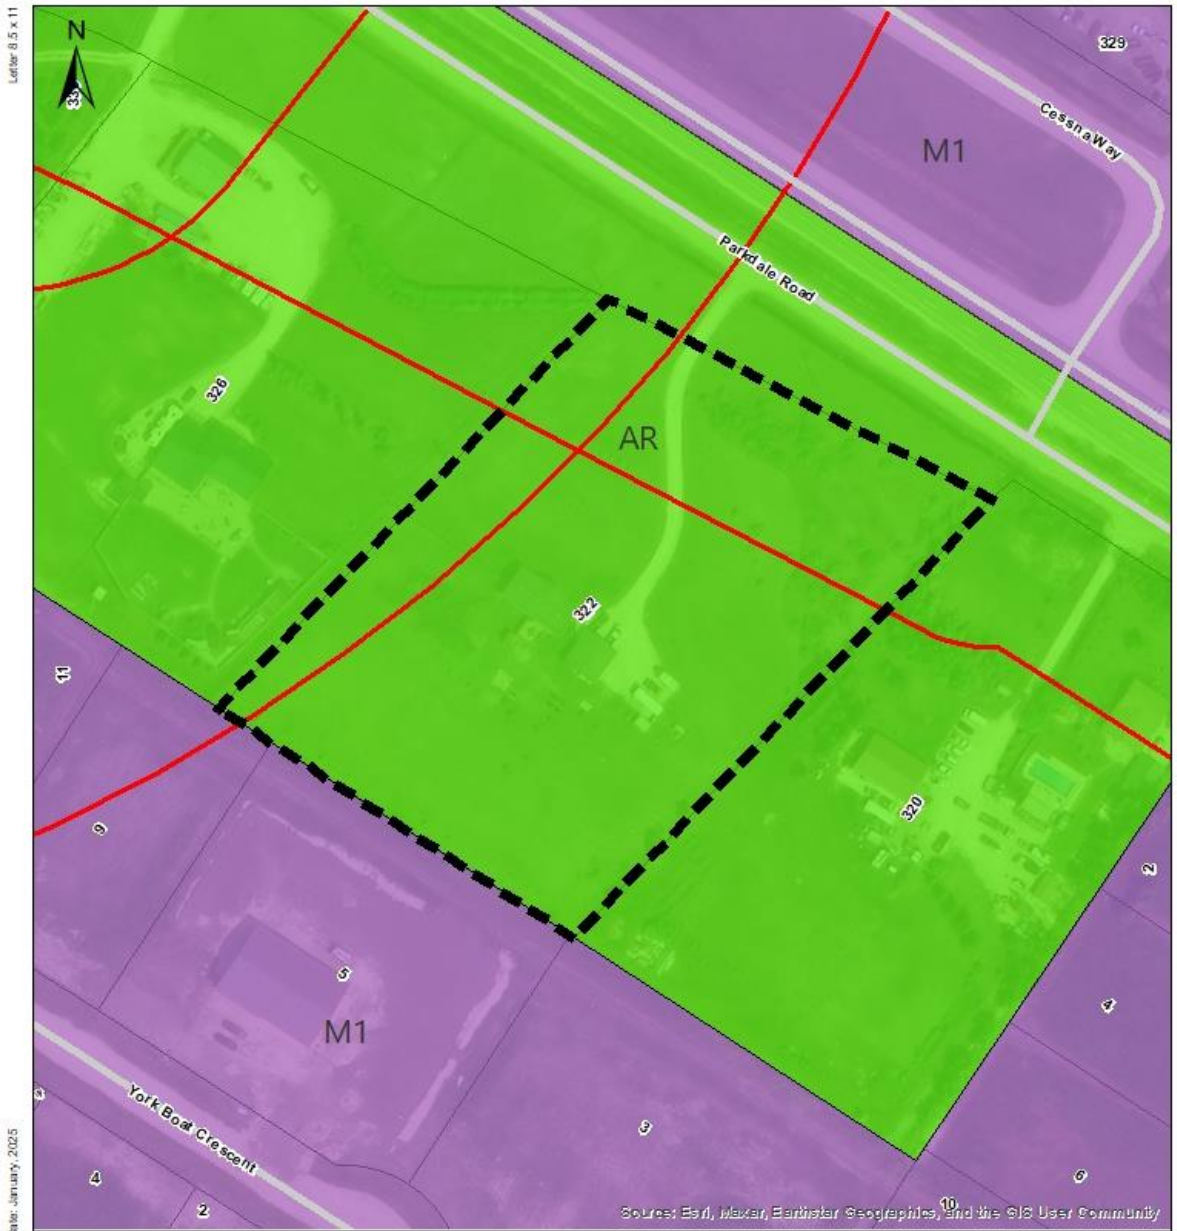 Letter 8.5 x 11
N
329
Cessna Way
M1
Parkdale Road
326
AR
322
11
9
320
2
5
4
M1
York Boat Crescent
3
4
2
6
10
Source: Esri, Maxar, Earthstar Geographics, and the GIS User Community
January, 2025